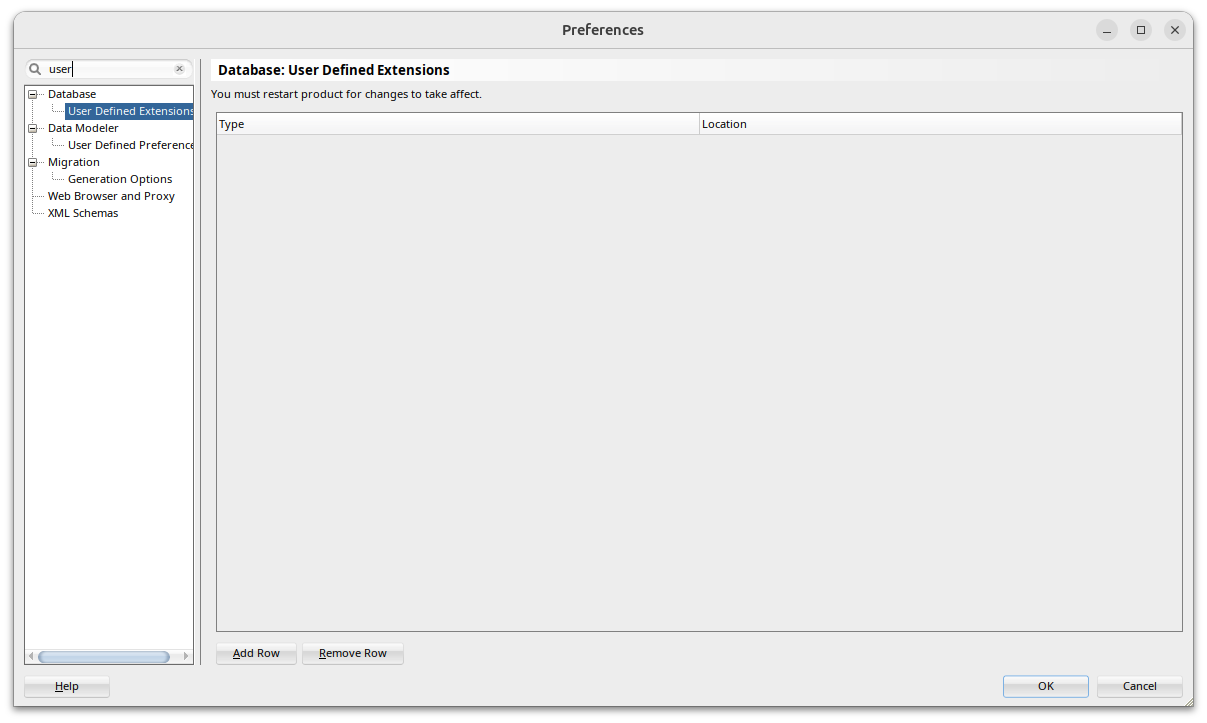 Preferences
user
Database: User Defined Extensions
You must restart product for changes to take affect.
Database
User Defined Extensions
Data Modeler
User Defined Preference
Migration
Generation Options
Web Browser and Proxy
XML Schemas
Type
Location
Add Row
Remove Row
Help
OK
Cancel